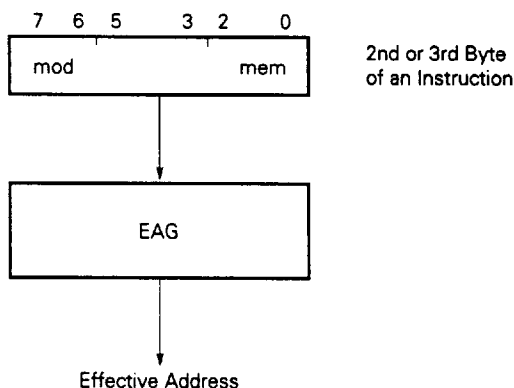 7 6 5 3 2 0
mod mem
2nd or 3rd Byte
of an Instruction
EAG
Effective Address